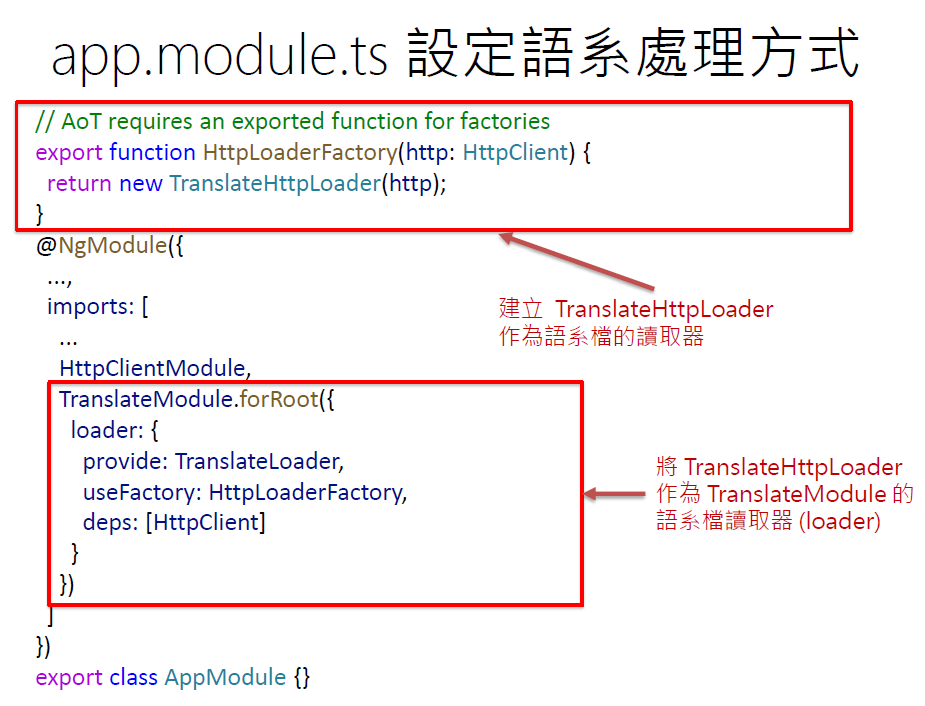 app.module.ts 設定語系處理方式
// AoT requires an exported function for factories
export function HttpLoaderFactory(http: HttpClient) {
return new TranslateHttpLoader(http);
}
@NgModule({
...,
imports: [
...
HttpClientModule,
TranslateModule.forRoot({
loader: {
provide: TranslateLoader,
useFactory: HttpLoaderFactory,
deps: [HttpClient]
}
})
]
})
export class AppModule {}
建立 TranslateHttpLoader
作為語系檔的讀取器
將 TranslateHttpLoader
作為 TranslateModule 的
語系檔讀取器 (loader)